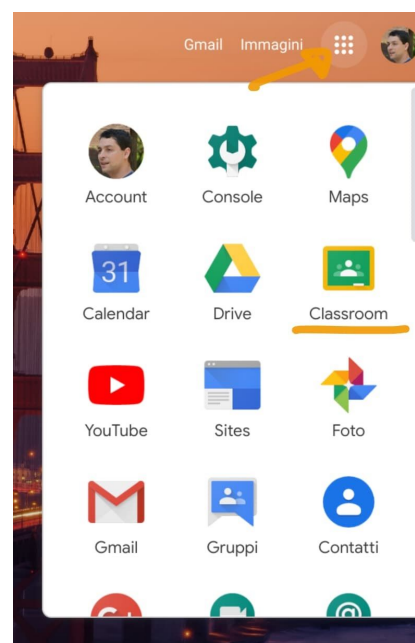 Gmail Immagini
Account Console Maps
31
Calendar Drive Classroom
YouTube Sites Foto
Gmail Gruppi Contatti